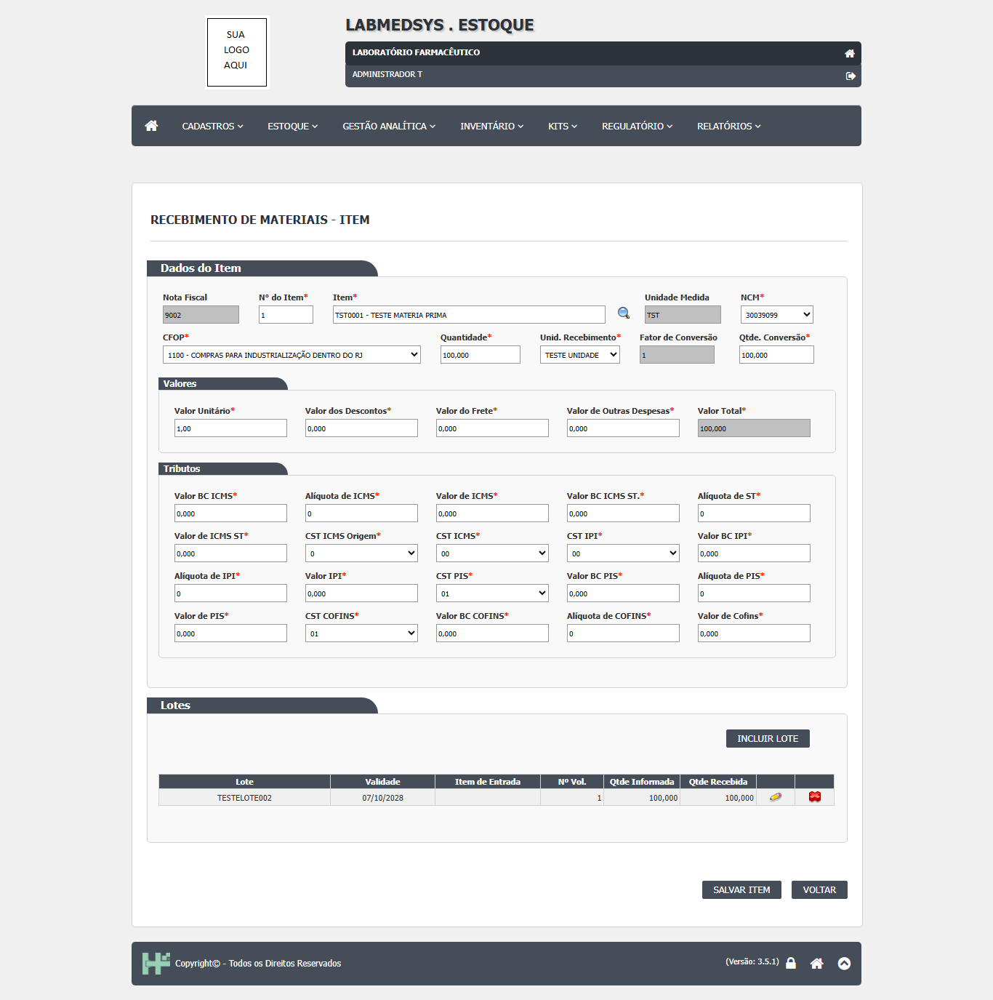 SUA
LOGO
AQUI
LABMEDSYS . ESTOQUE
LABORATÓRIO FARMACÊUTICO
ADMINISTRADOR T
CADASTROS ESTOQUE GESTÃO ANALÍTICA INVENTÁRIO KITS REGULATÓRIO RELATÓRIOS
RECEBIMENTO DE MATERIAIS - ITEM
Dados do Item
Nota Fiscal N° do Item* Item* Unidade Medida NCM*
9002 1 TST0001 - TESTE MATERIA PRIMA TST 30039099
CFOP* Quantidade* Unid. Recebimento* Fator de Conversão Qtde. Conversão*
1100 - COMPRAS PARA INDUSTRIALIZAÇÃO DENTRO DO RJ 100,000 TESTE UNIDADE 1 100,000
Valores
Valor Unitário* Valor dos Descontos* Valor do Frete* Valor de Outras Despesas* Valor Total*
1,00 0,000 0,000 0,000 100,000
Tributos
Valor BC ICMS* Alíquota de ICMS* Valor de ICMS* Valor BC ICMS ST.* Alíquota de ST*
0,000 0 0,000 0,000 0
Valor de ICMS ST* CST ICMS Origem* CST ICMS* CST IPI* Valor BC IPI*
0,000 0 00 00 0,000
Alíquota de IPI* Valor IPI* CST PIS* Valor BC PIS* Alíquota de PIS*
0 0,000 01 0,000 0
Valor de PIS* CST COFINS* Valor BC COFINS* Alíquota de COFINS* Valor de Cofins*
0,000 01 0,000 0 0,000
Lotes
INCLUIR LOTE
Lote Validade Item de Entrada Nº Vol. Qtde Informada Qtde Recebida
TESTELOTE002 07/10/2028 1 100,000 100,000
SALVAR ITEM VOLTAR
Copyright© - Todos os Direitos Reservados (Versão: 3.5.1)